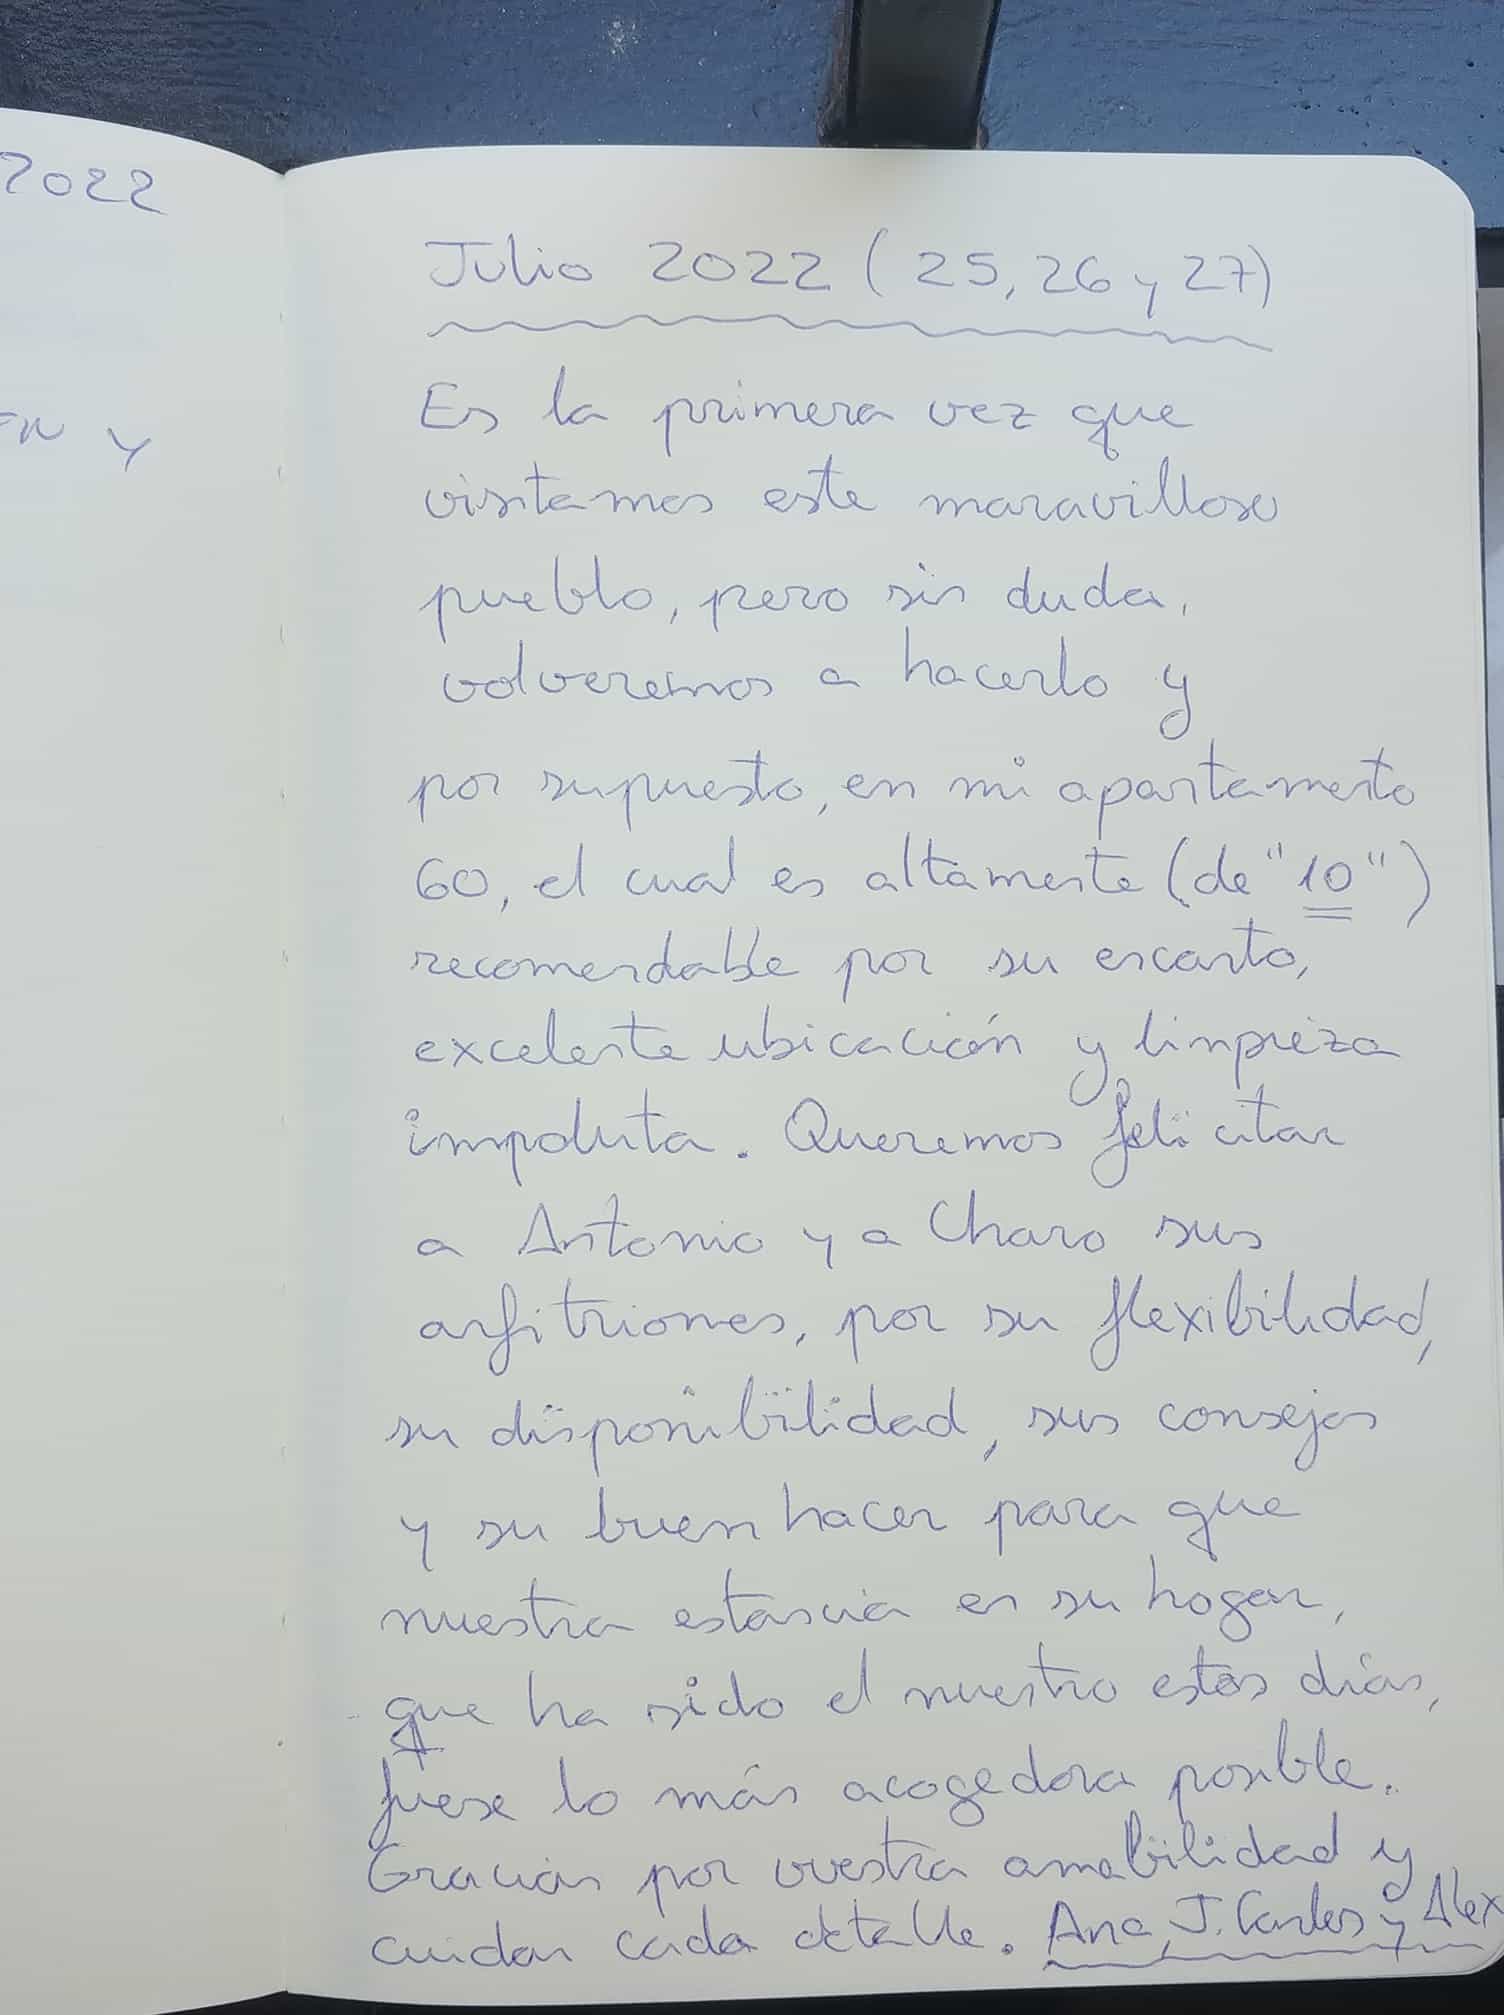 2022
y
Julio 2022 (25, 26 y 27)
Es la primera vez que
visitamos este maravilloso
pueblo, pero sin duda,
volveremos a hacerlo y
por supuesto, en mi apartamento
60, el cual es altamente (de "10")
recomendable por su encanto,
excelente ubicación y limpieza
impoluta. Queremos felicitar
a Antonio y a Charo sus
anfitriones, por su flexibilidad,
su disponibilidad, sus consejos
y su buen hacer para que
nuestra estancia en su hogar,
que ha sido el nuestro estos días,
fuese lo más acogedora posible.
Gracias por vuestra amabilidad y
cuidar cada detalle. Ana, J. Carlos y Alex